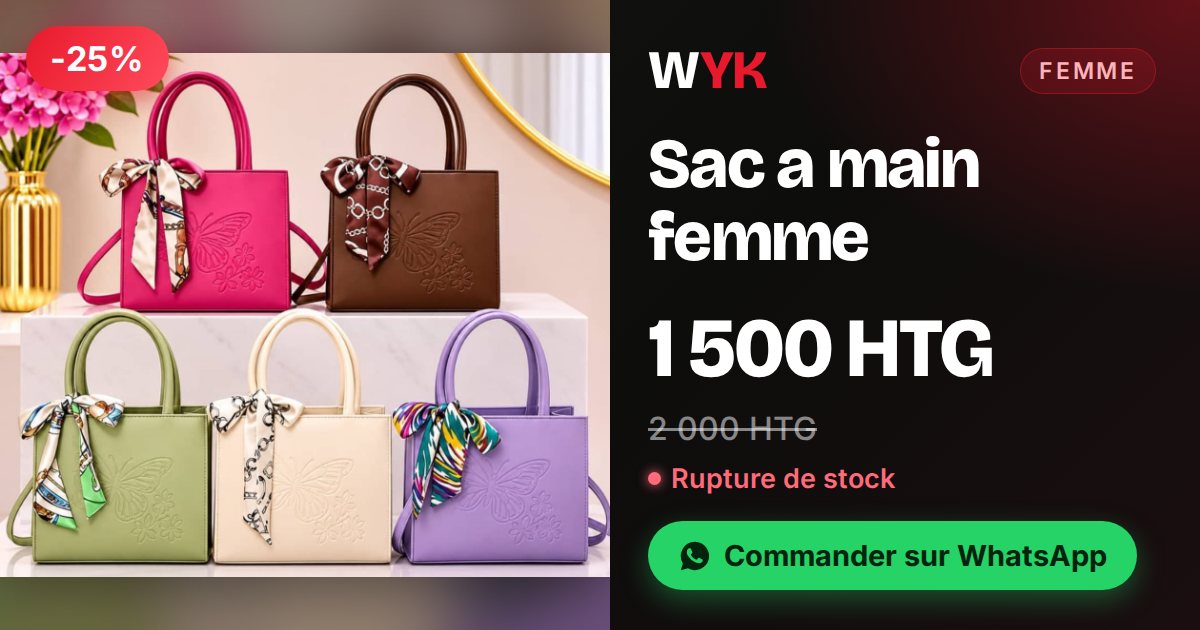 -25%
WYK
FEMME
Sac a main
femme
1 500 HTG
2 000 HTG
Rupture de stock
Commander sur WhatsApp